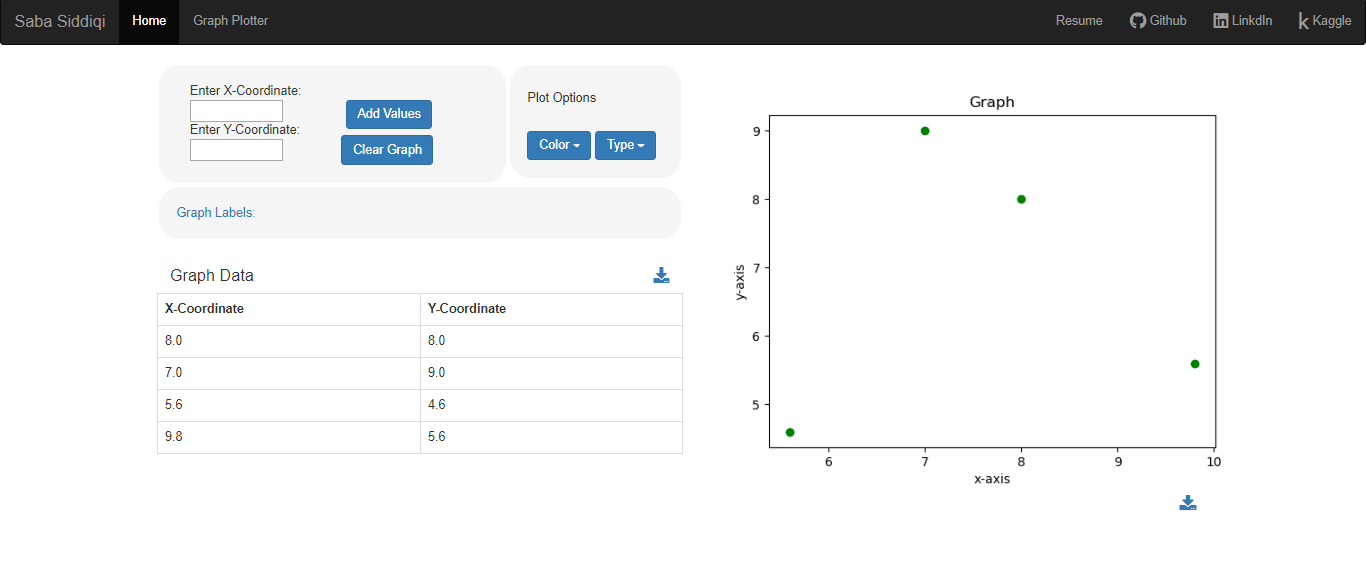 Saba Siddiqi Home Graph Plotter Resume Github LinkdIn Kaggle
Enter X-Coordinate:
Add Values
Enter Y-Coordinate:
Clear Graph
Plot Options
Color Type
Graph Labels:
Graph Data
X-Coordinate Y-Coordinate
8.0 8.0
7.0 9.0
5.6 4.6
9.8 5.6
Graph
9
8
7
6
5
y-axis
6 7 8 9 10
x-axis